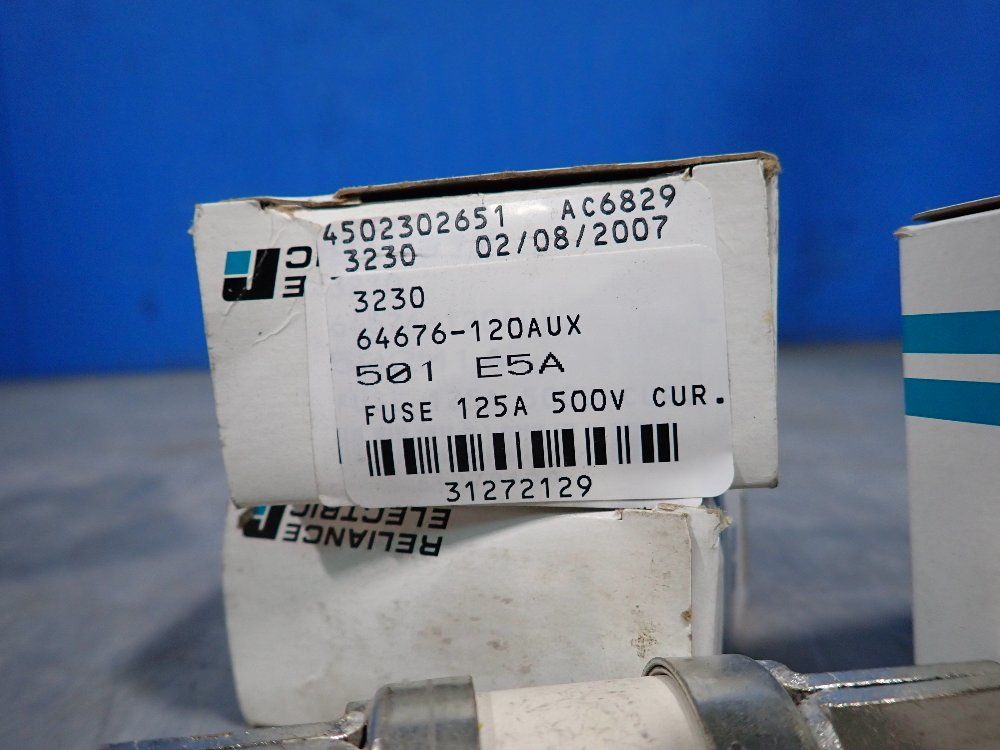 4502302651 AC6829
3230 02/08/2007
3230
64676-120AUX
501 E5A
FUSE 125A 500V CUR.
31272129
RELIANCE
ELECTRIC